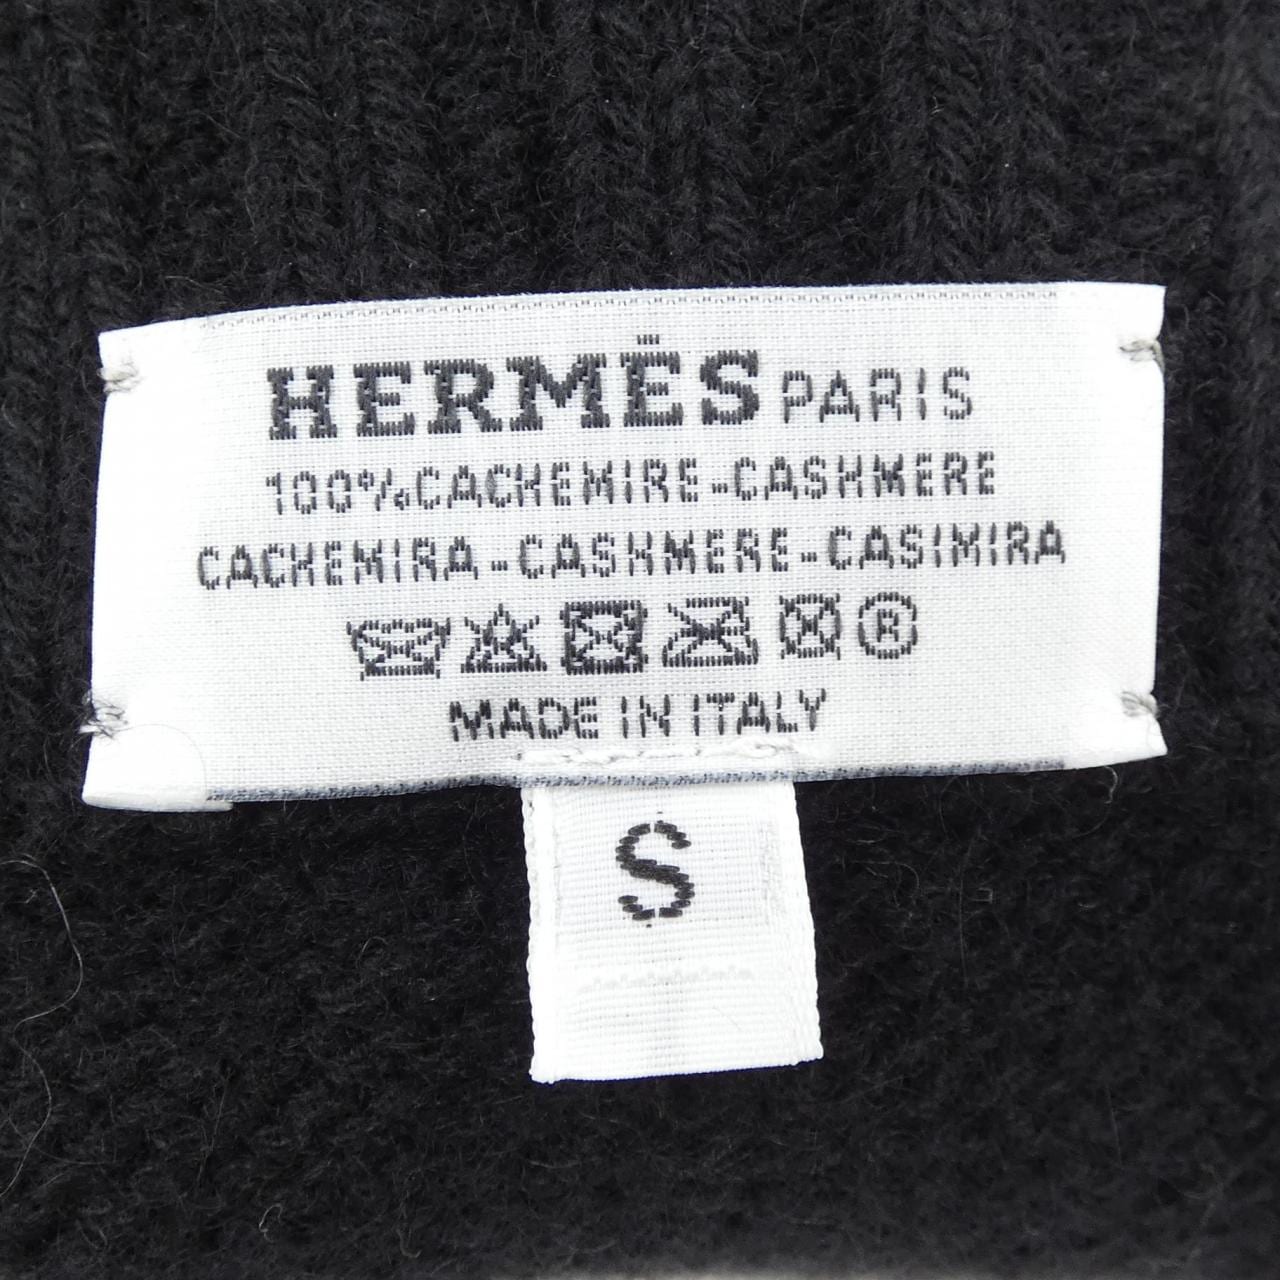 HERMÈS PARIS
100% CACHEMIRE-CASHMERE
CACHEMIRA-CASHMERE-CASIMIRA
Ⓡ
MADE IN ITALY
S